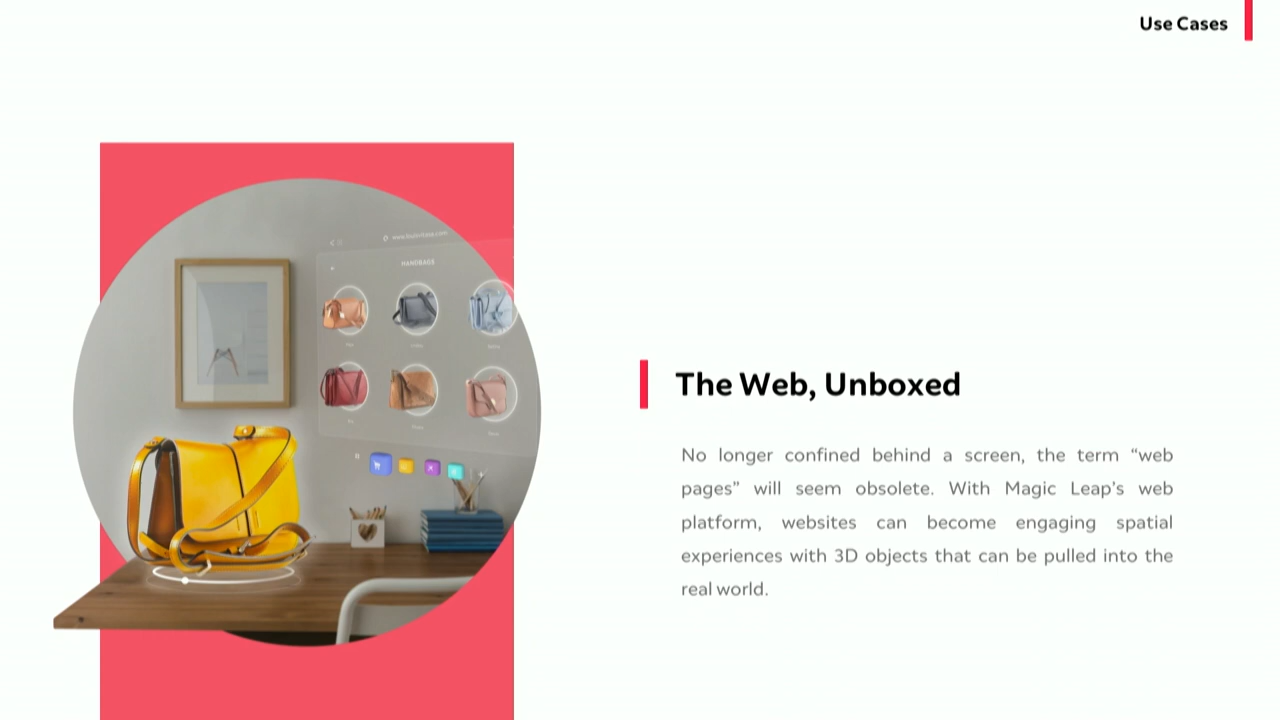 Use Cases
HANDBAGS
The Web, Unboxed
No longer confined behind a screen, the term “web
pages” will seem obsolete. With Magic Leap’s web
platform, websites can become engaging spatial
experiences with 3D objects that can be pulled into the
real world.